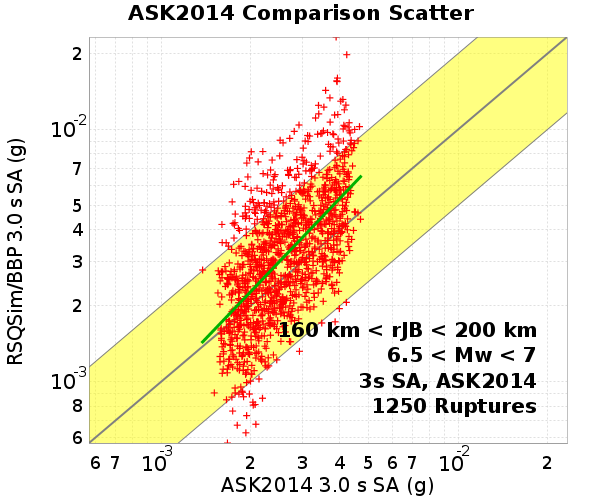 ASK2014 Comparison Scatter
RSQSim/BBP 3.0 s SA (g)
2
10-2
7
5
4
3
2
10-3
8
6
160 km < rJB < 200 km
6.5 < Mw < 7
3s SA, ASK2014
1250 Ruptures
6 7 10-3 2 3 4 5 6 7 10-2 2
ASK2014 3.0 s SA (g)